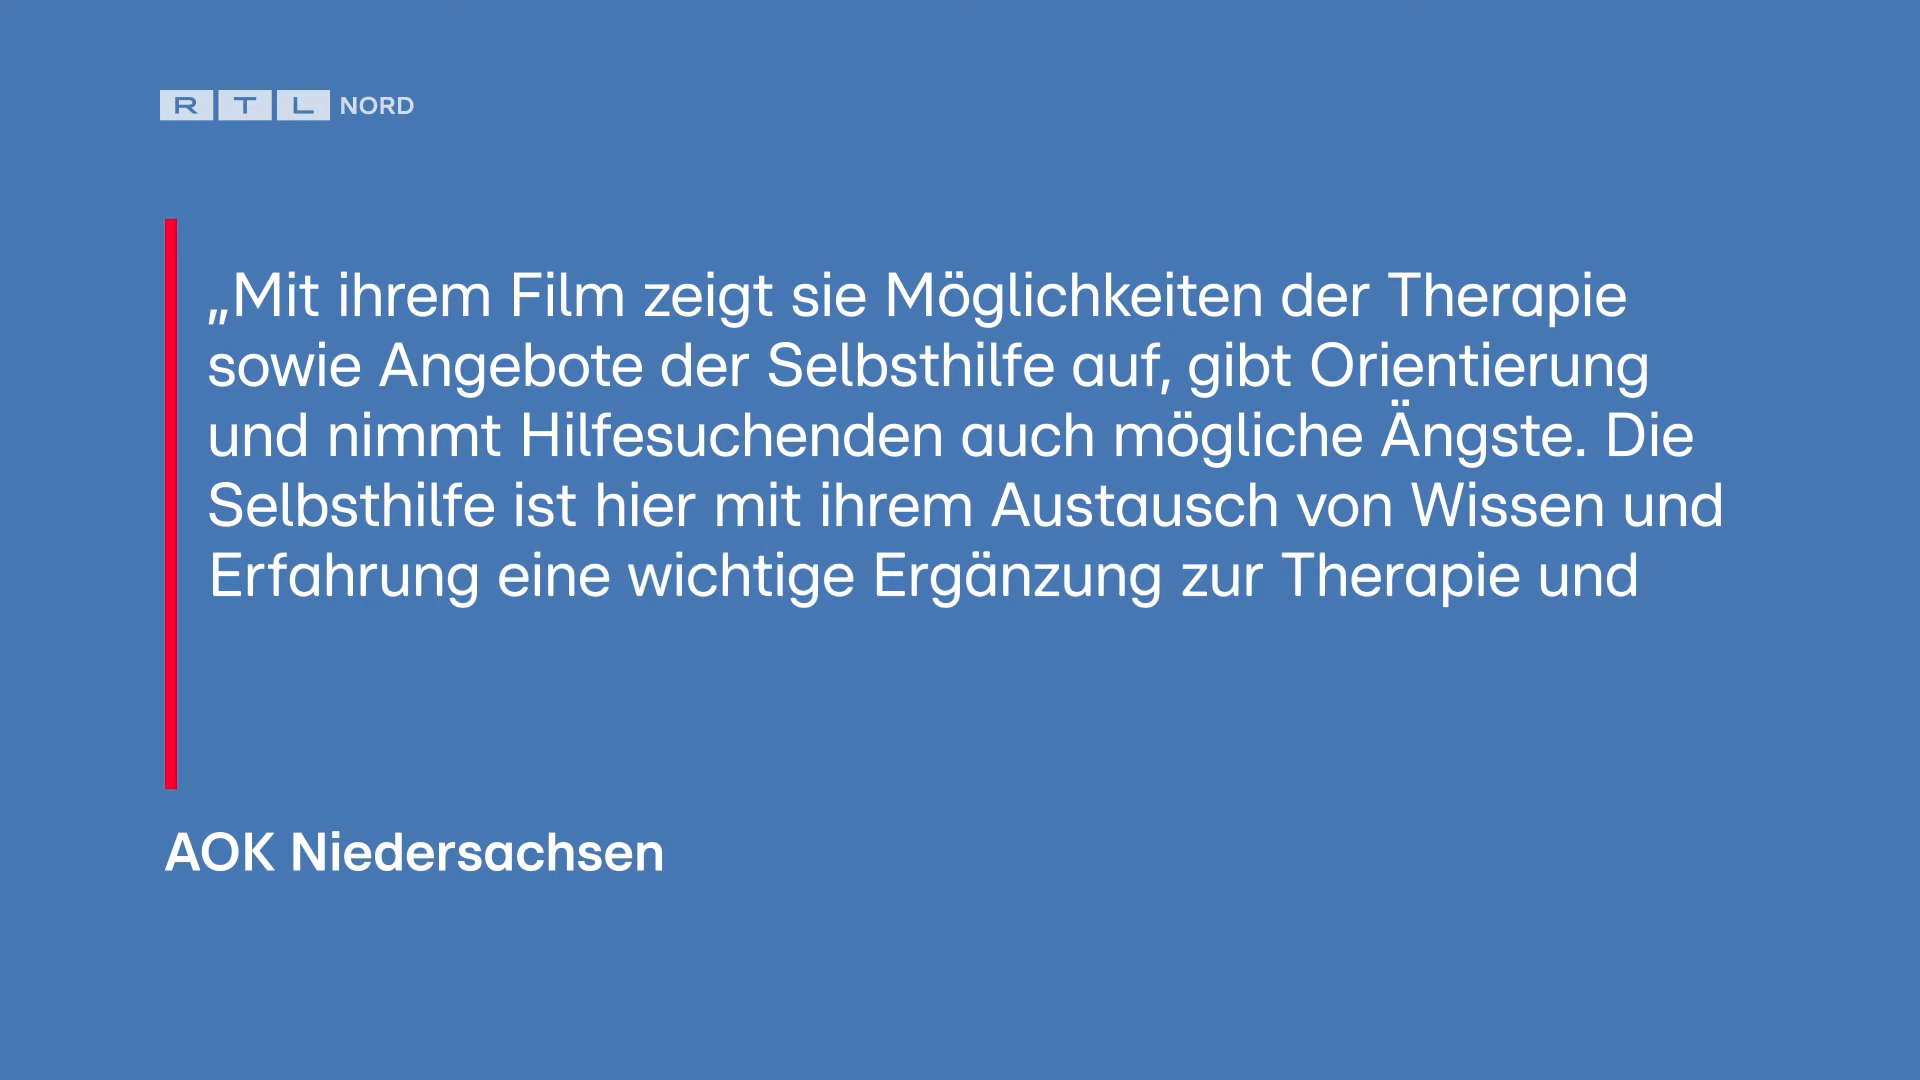 RTL NORD
„Mit ihrem Film zeigt sie Möglichkeiten der Therapie
sowie Angebote der Selbsthilfe auf, gibt Orientierung
und nimmt Hilfesuchenden auch mögliche Ängste. Die
Selbsthilfe ist hier mit ihrem Austausch von Wissen und
Erfahrung eine wichtige Ergänzung zur Therapie und
AOK Niedersachsen